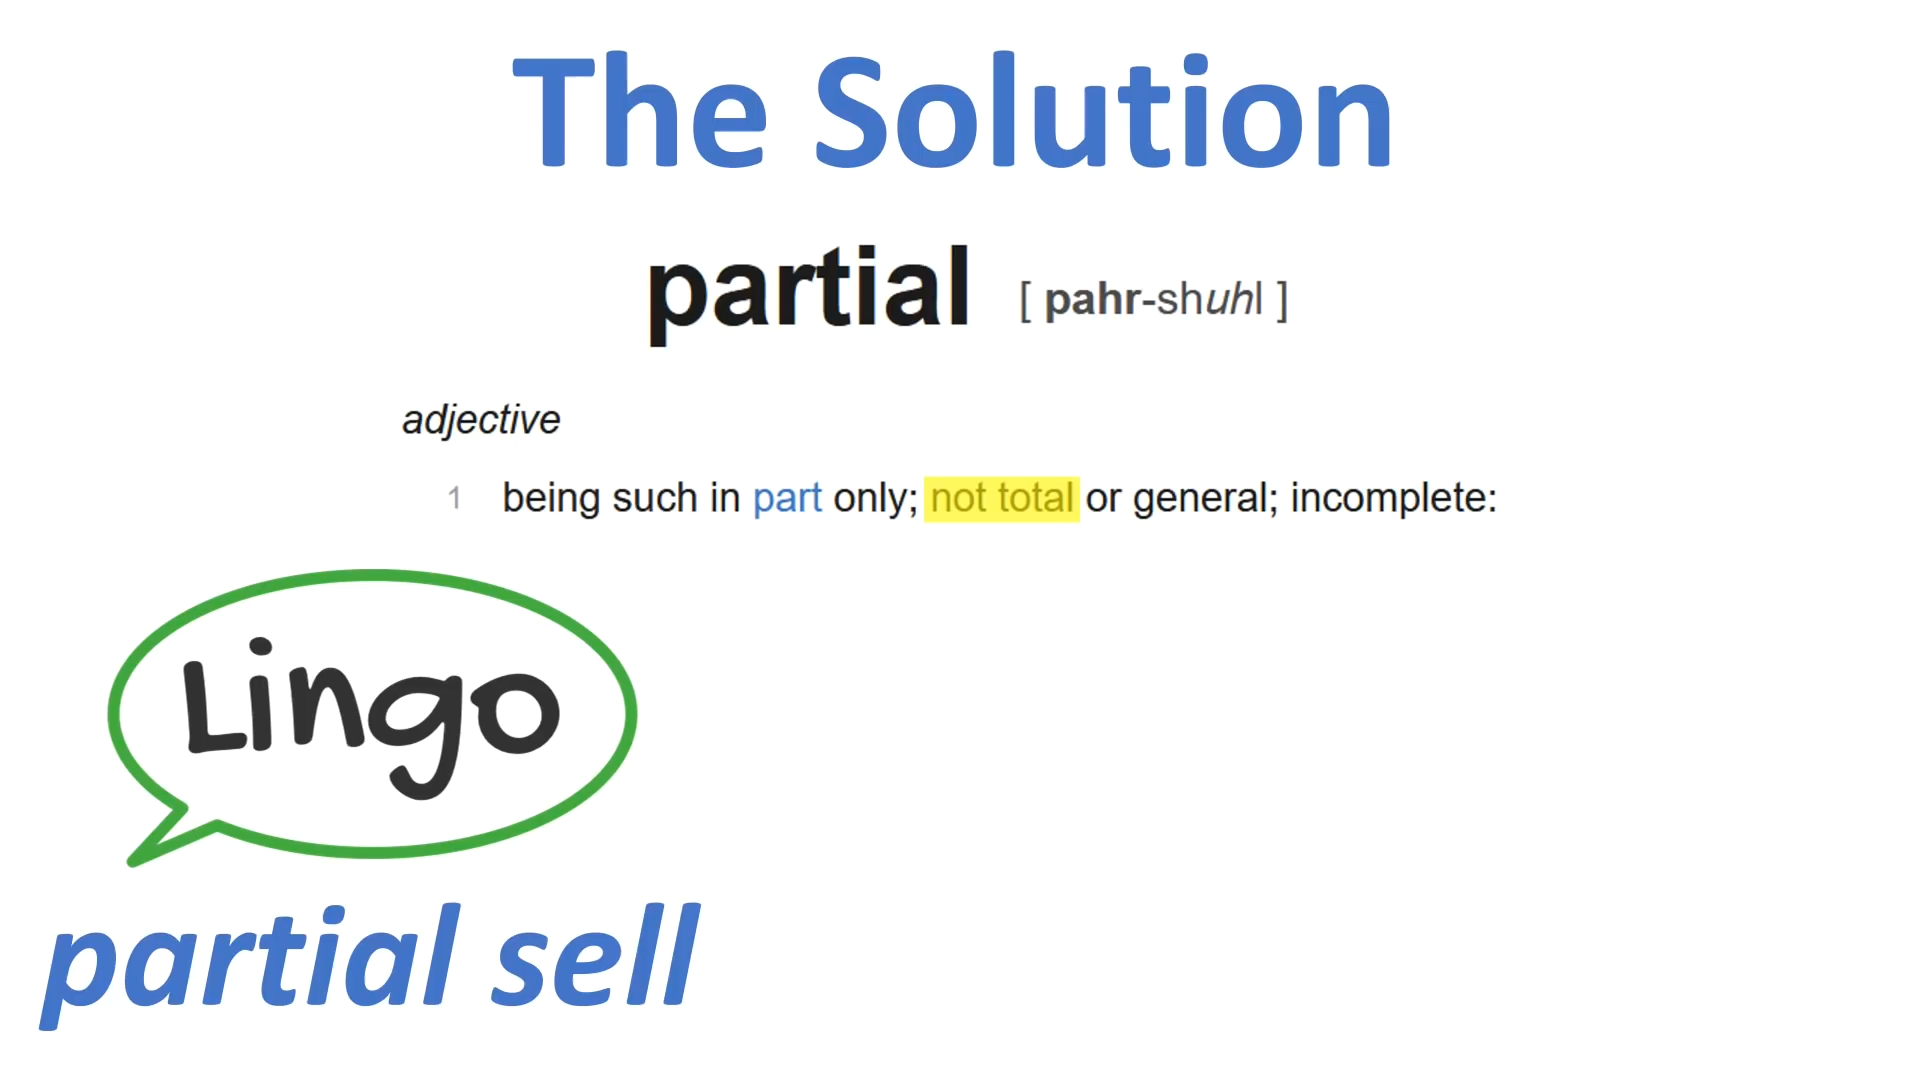 The Solution
partial [ pahr-shuhl ]
adjective
1 being such in part only; not total or general; incomplete:
Lingo
partial sell